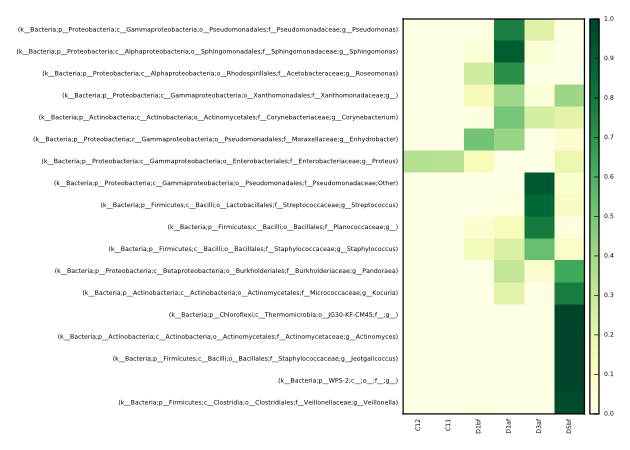 (k__Bacteria;p__Proteobacteria;c__Gammaproteobacteria;o__Pseudomonadales;f__Pseudomonadaceae;g__Pseudomonas)
(k__Bacteria;p__Proteobacteria;c__Alphaproteobacteria;o__Sphingomonadales;f__Sphingomonadaceae;g__Sphingomonas)
(k__Bacteria;p__Proteobacteria;c__Alphaproteobacteria;o__Rhodospirillales;f__Acetobacteraceae;g__Roseomonas)
(k__Bacteria;p__Proteobacteria;c__Gammaproteobacteria;o__Xanthomonadales;f__Xanthomonadaceae;g__)
(k__Bacteria;p__Actinobacteria;c__Actinobacteria;o__Actinomycetales;f__Corynebacteriaceae;g__Corynebacterium)
(k__Bacteria;p__Proteobacteria;c__Gammaproteobacteria;o__Pseudomonadales;f__Moraxellaceae;g__Enhydrobacter)
(k__Bacteria;p__Proteobacteria;c__Gammaproteobacteria;o__Enterobacteriales;f__Enterobacteriaceae;g__Proteus)
(k__Bacteria;p__Proteobacteria;c__Gammaproteobacteria;o__Pseudomonadales;f__Pseudomonadaceae;Other)
(k__Bacteria;p__Firmicutes;c__Bacilli;o__Lactobacillales;f__Streptococcaceae;g__Streptococcus)
(k__Bacteria;p__Firmicutes;c__Bacilli;o__Bacillales;f__Planococcaceae;g__)
(k__Bacteria;p__Firmicutes;c__Bacilli;o__Bacillales;f__Staphylococcaceae;g__Staphylococcus)
(k__Bacteria;p__Proteobacteria;c__Betaproteobacteria;o__Burkholderiales;f__Burkholderiaceae;g__Pandoraea)
(k__Bacteria;p__Actinobacteria;c__Actinobacteria;o__Actinomycetales;f__Micrococcaceae;g__Kocuria)
(k__Bacteria;p__Chloroflexi;c__Thermomicrobia;o__JG30-KF-CM45;f__;g__)
(k__Bacteria;p__Actinobacteria;c__Actinobacteria;o__Actinomycetales;f__Actinomycetaceae;g__Actinomyces)
(k__Bacteria;p__Firmicutes;c__Bacilli;o__Bacillales;f__Staphylococcaceae;g__Jeotgalicoccus)
(k__Bacteria;p__WPS-2;c__;o__;f__;g__)
(k__Bacteria;p__Firmicutes;c__Clostridia;o__Clostridiales;f__Veillonellaceae;g__Veillonella)
C12
C11
D1bf
D1af
D3af
D5bf
1.0
0.9
0.8
0.7
0.6
0.5
0.4
0.3
0.2
0.1
0.0